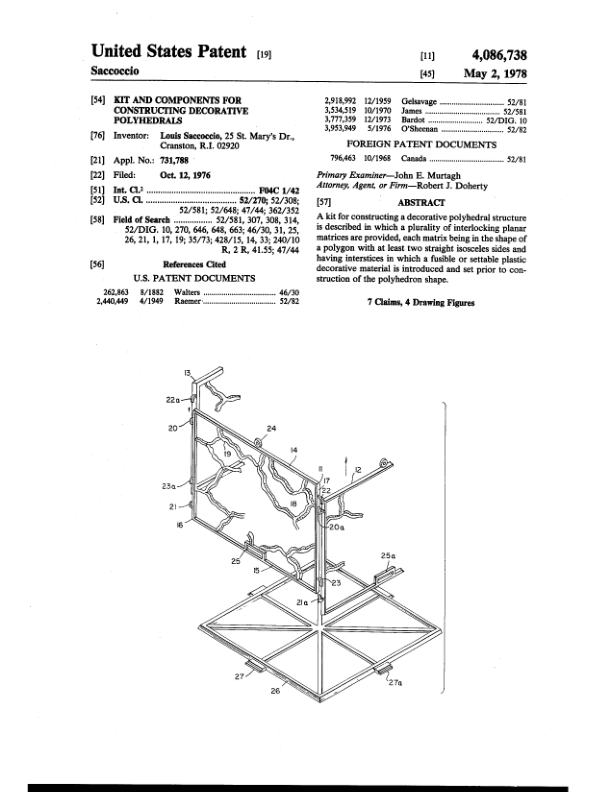 United States Patent [19]
Saccoccio
[11] 4,086,738
[45] May 2, 1978
[54] KIT AND COMPONENTS FOR
CONSTRUCTING DECORATIVE
POLYHEDRALS
[76] Inventor: Louis Saccoccio, 25 St. Mary's Dr.,
Cranston, R.I. 02920
[21] Appl. No.: 731,788
[22] Filed: Oct. 12, 1976
[51] Int. Cl.² ................ F04C 1/42
[52] U.S. Cl. ................ 52/270; 52/308;
52/581; 52/648; 47/44; 362/352
[58] Field of Search ............ 52/581, 307, 308, 314,
52/DIG. 10, 270, 646, 648, 663; 46/30, 31, 25,
26, 21, 1, 17, 19; 35/73; 428/15, 14, 33; 240/10
R, 2 R, 41.55; 47/44
[56] References Cited
U.S. PATENT DOCUMENTS
262,863 8/1882 Walters ................ 46/30
2,440,449 4/1949 Raemer ................ 52/82
2,918,992 12/1959 Gelsavage ................ 52/81
3,534,519 10/1970 James ................ 52/581
3,777,359 12/1973 Bardot ................ 52/DIG. 10
3,953,949 5/1976 O'Sheenan ................ 52/82
FOREIGN PATENT DOCUMENTS
796,463 10/1968 Canada ................ 52/81
Primary Examiner—John E. Murtagh
Attorney, Agent, or Firm—Robert J. Doherty
[57] ABSTRACT
A kit for constructing a decorative polyhedral structure
is described in which a plurality of interlocking planar
matrices are provided, each matrix being in the shape of
a polygon with at least two straight isosceles sides and
having interstices in which a fusible or settable plastic
decorative material is introduced and set prior to con-
struction of the polyhedron shape.
7 Claims, 4 Drawing Figures
13
22a
1
20
24
19
14
11
17
12
22
23a
18
21
20a
16
25
25a
15
23
21a
27
26
27a